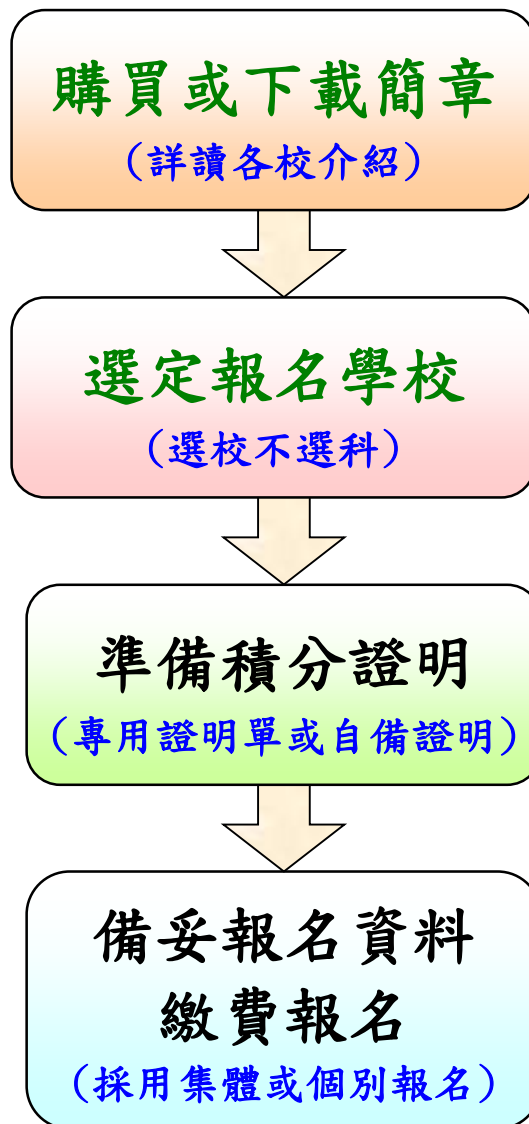 購買或下載簡章
（詳讀各校介紹）
選定報名學校
（選校不選科）
準備積分證明
（專用證明單或自備證明）
備妥報名資料
繳費報名
（採用集體或個別報名）